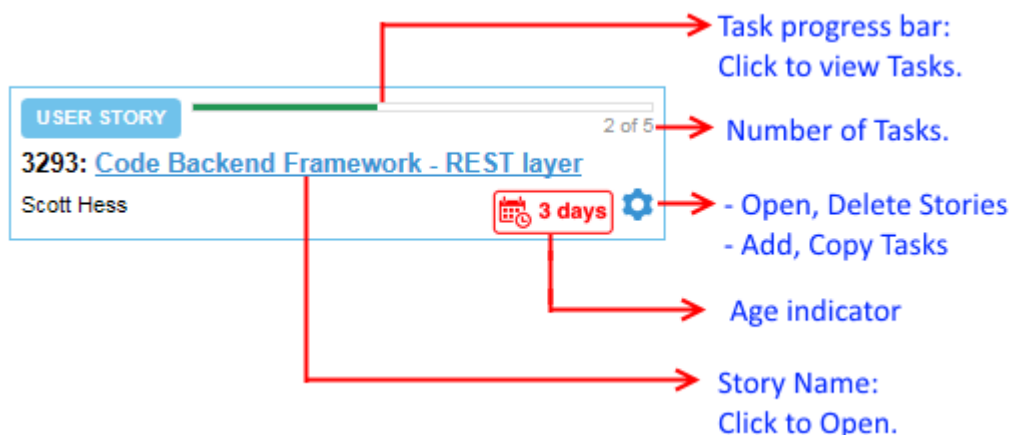 Task progress bar:
Click to view Tasks.
USER STORY
2 of 5
Number of Tasks.
3293: Code Backend Framework - REST layer
Scott Hess
3 days
- Open, Delete Stories
- Add, Copy Tasks
Age indicator
Story Name:
Click to Open.